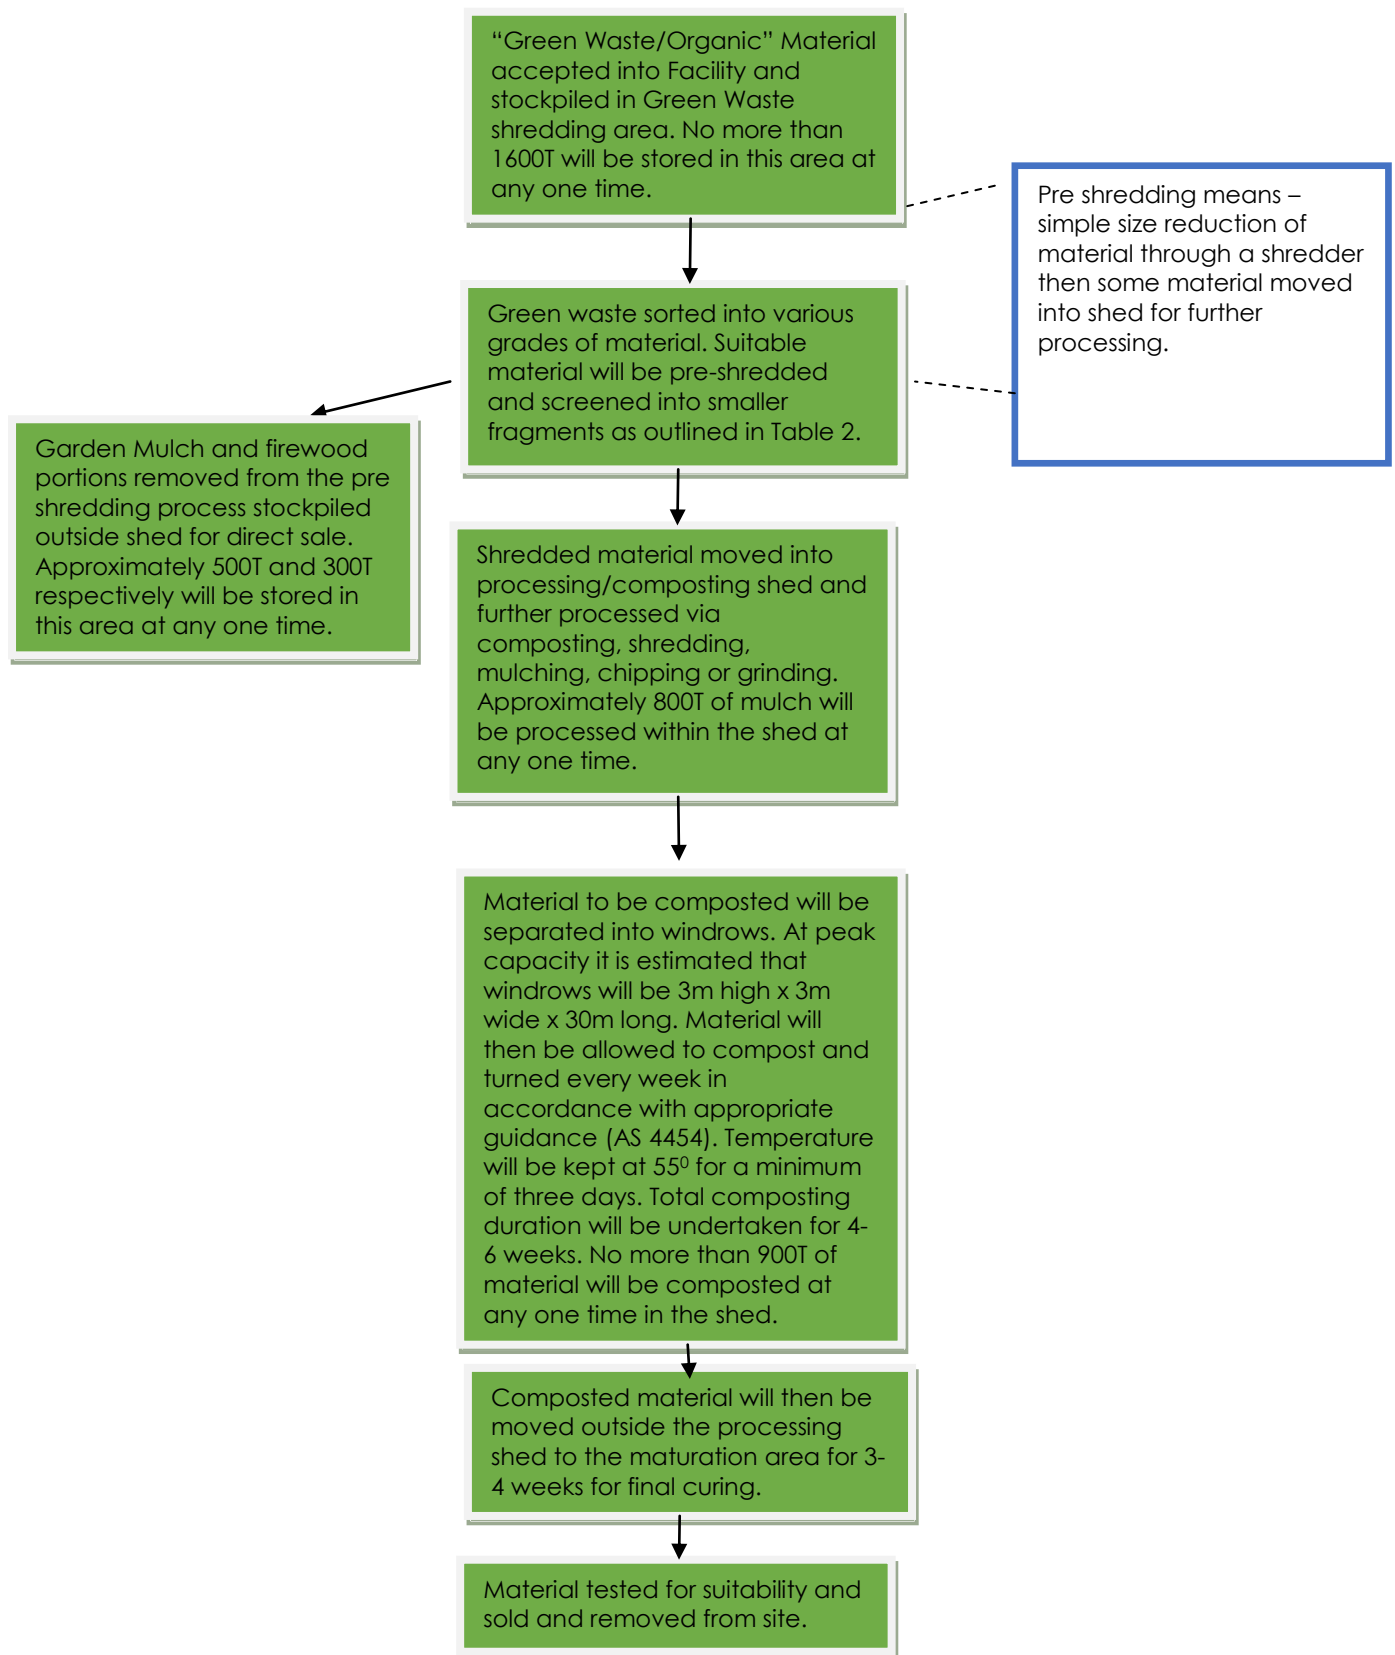 “Green Waste/Organic” Material
accepted into Facility and
stockpiled in Green Waste
shredding area. No more than
1600T will be stored in this area at
any one time.
Pre shredding means –
simple size reduction of
material through a shredder
then some material moved
into shed for further
processing.
Green waste sorted into various
grades of material. Suitable
material will be pre-shredded
and screened into smaller
fragments as outlined in Table 2.
Garden Mulch and firewood
portions removed from the pre
shredding process stockpiled
outside shed for direct sale.
Approximately 500T and 300T
respectively will be stored in
this area at any one time.
Shredded material moved into
processing/composting shed and
further processed via
composting, shredding,
mulching, chipping or grinding.
Approximately 800T of mulch will
be processed within the shed at
any one time.
Material to be composted will be
separated into windrows. At peak
capacity it is estimated that
windrows will be 3m high x 3m
wide x 30m long. Material will
then be allowed to compost and
turned every week in
accordance with appropriate
guidance (AS 4454). Temperature
will be kept at 55⁰ for a minimum
of three days. Total composting
duration will be undertaken for 4-
6 weeks. No more than 900T of
material will be composted at
any one time in the shed.
Composted material will then be
moved outside the processing
shed to the maturation area for 3-
4 weeks for final curing.
Material tested for suitability and
sold and removed from site.